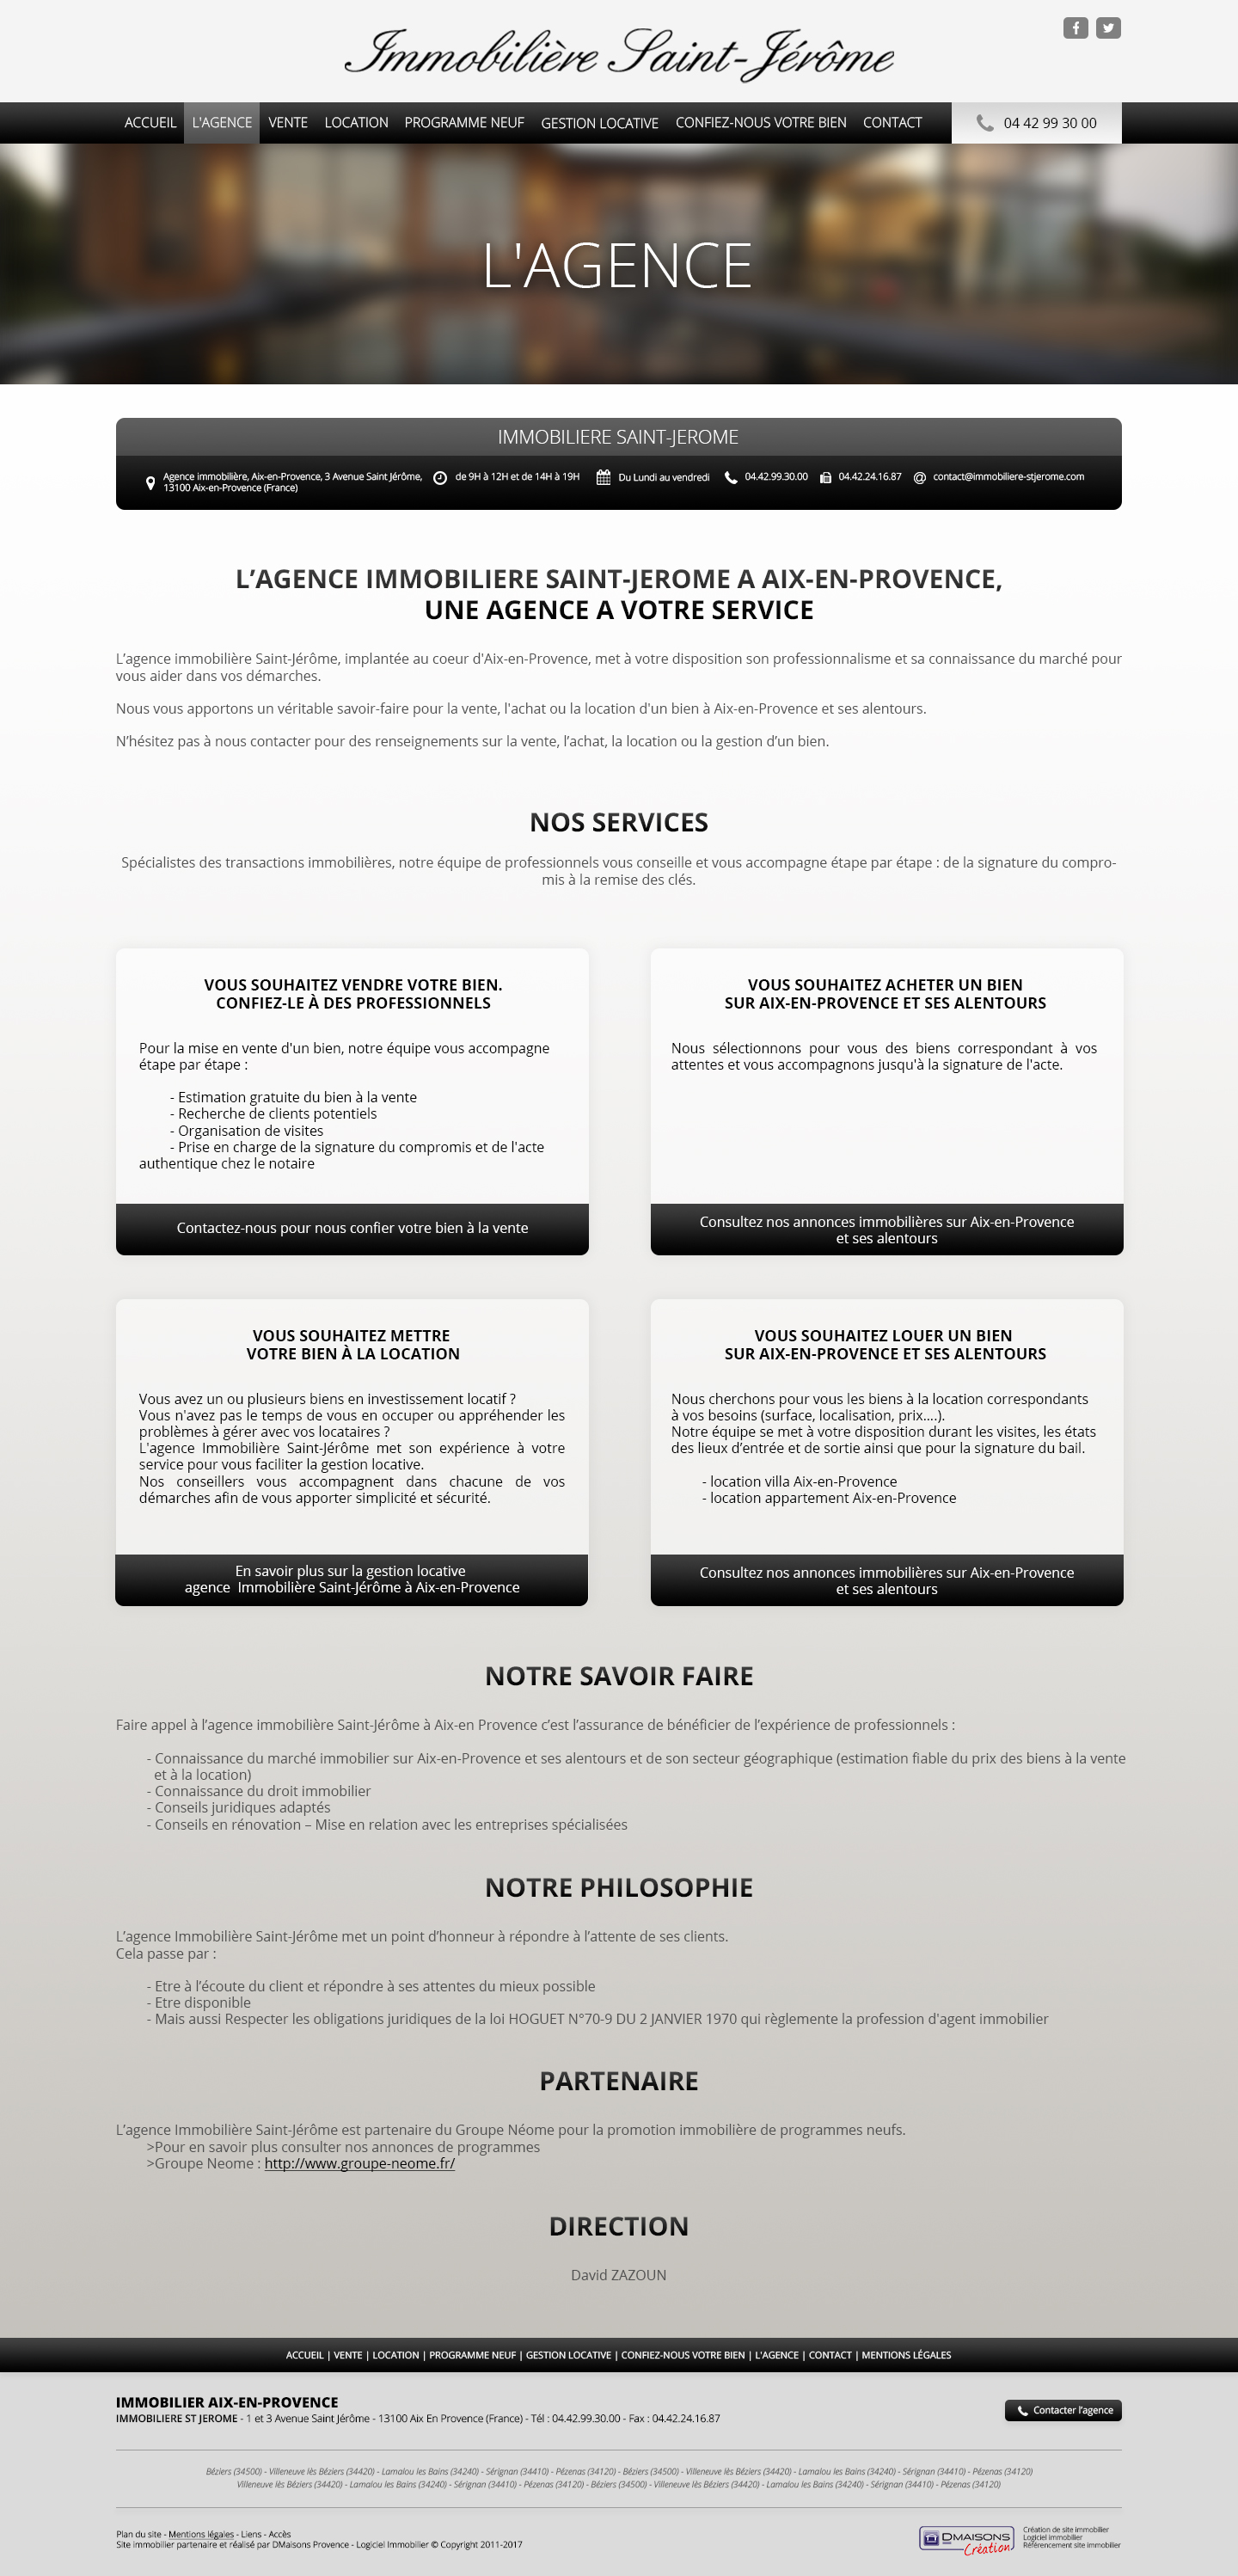 Immobilière Saint-Jérôme
ACCUEIL L'AGENCE VENTE LOCATION PROGRAMME NEUF GESTION LOCATIVE CONFIEZ-NOUS VOTRE BIEN CONTACT 04 42 99 30 00
L'AGENCE
IMMOBILIERE SAINT-JEROME
Agence immobilière, Aix-en-Provence, 3 Avenue Saint Jérôme,
13100 Aix-en-Provence (France)
de 9H à 12H et de 14H à 19H
Du Lundi au vendredi
04.42.99.30.00
04.42.24.16.87
contact@immobiliere-stjerome.com
L’AGENCE IMMOBILIERE SAINT-JEROME A AIX-EN-PROVENCE,
UNE AGENCE A VOTRE SERVICE
L’agence immobilière Saint-Jérôme, implantée au coeur d'Aix-en-Provence, met à votre disposition son professionnalisme et sa connaissance du marché pour
vous aider dans vos démarches.
Nous vous apportons un véritable savoir-faire pour la vente, l'achat ou la location d'un bien à Aix-en-Provence et ses alentours.
N’hésitez pas à nous contacter pour des renseignements sur la vente, l’achat, la location ou la gestion d’un bien.
NOS SERVICES
Spécialistes des transactions immobilières, notre équipe de professionnels vous conseille et vous accompagne étape par étape : de la signature du compro-
mis à la remise des clés.
VOUS SOUHAITEZ VENDRE VOTRE BIEN.
CONFIEZ-LE À DES PROFESSIONNELS
Pour la mise en vente d'un bien, notre équipe vous accompagne
étape par étape :
- Estimation gratuite du bien à la vente
- Recherche de clients potentiels
- Organisation de visites
- Prise en charge de la signature du compromis et de l'acte
authentique chez le notaire
Contactez-nous pour nous confier votre bien à la vente
VOUS SOUHAITEZ ACHETER UN BIEN
SUR AIX-EN-PROVENCE ET SES ALENTOURS
Nous sélectionnons pour vous des biens correspondant à vos
attentes et vous accompagnons jusqu'à la signature de l'acte.
Consultez nos annonces immobilières sur Aix-en-Provence
et ses alentours
VOUS SOUHAITEZ METTRE
VOTRE BIEN À LA LOCATION
Vous avez un ou plusieurs biens en investissement locatif ?
Vous n'avez pas le temps de vous en occuper ou appréhender les
problèmes à gérer avec vos locataires ?
L'agence Immobilière Saint-Jérôme met son expérience à votre
service pour vous faciliter la gestion locative.
Nos conseillers vous accompagnent dans chacune de vos
démarches afin de vous apporter simplicité et sécurité.
En savoir plus sur la gestion locative
agence Immobilière Saint-Jérôme à Aix-en-Provence
VOUS SOUHAITEZ LOUER UN BIEN
SUR AIX-EN-PROVENCE ET SES ALENTOURS
Nous cherchons pour vous les biens à la location correspondants
à vos besoins (surface, localisation, prix....).
Notre équipe se met à votre disposition durant les visites, les états
des lieux d’entrée et de sortie ainsi que pour la signature du bail.
- location villa Aix-en-Provence
- location appartement Aix-en-Provence
Consultez nos annonces immobilières sur Aix-en-Provence
et ses alentours
NOTRE SAVOIR FAIRE
Faire appel à l’agence immobilière Saint-Jérôme à Aix-en Provence c’est l’assurance de bénéficier de l’expérience de professionnels :
- Connaissance du marché immobilier sur Aix-en-Provence et ses alentours et de son secteur géographique (estimation fiable du prix des biens à la vente
et à la location)
- Connaissance du droit immobilier
- Conseils juridiques adaptés
- Conseils en rénovation – Mise en relation avec les entreprises spécialisées
NOTRE PHILOSOPHIE
L’agence Immobilière Saint-Jérôme met un point d’honneur à répondre à l’attente de ses clients.
Cela passe par :
- Etre à l’écoute du client et répondre à ses attentes du mieux possible
- Etre disponible
- Mais aussi Respecter les obligations juridiques de la loi HOGUET N°70-9 DU 2 JANVIER 1970 qui règlemente la profession d'agent immobilier
PARTENAIRE
L’agence Immobilière Saint-Jérôme est partenaire du Groupe Néome pour la promotion immobilière de programmes neufs.
>Pour en savoir plus consulter nos annonces de programmes
>Groupe Neome : http://www.groupe-neome.fr/
DIRECTION
David ZAZOUN
ACCUEIL | VENTE | LOCATION | PROGRAMME NEUF | GESTION LOCATIVE | CONFIEZ-NOUS VOTRE BIEN | L'AGENCE | CONTACT | MENTIONS LÉGALES
IMMOBILIER AIX-EN-PROVENCE
IMMOBILIERE ST JEROME - 1 et 3 Avenue Saint Jérôme - 13100 Aix En Provence (France) - Tél : 04.42.99.30.00 - Fax : 04.42.24.16.87
Contacter l’agence
Béziers (34500) - Villeneuve lès Béziers (34420) - Lamalou les Bains (34240) - Sérignan (34410) - Pézenas (34120) - Béziers (34500) - Villeneuve lès Béziers (34420) - Lamalou les Bains (34240) - Sérignan (34410) - Pézenas (34120)
Villeneuve lès Béziers (34420) - Lamalou les Bains (34240) - Sérignan (34410) - Pézenas (34120) - Béziers (34500) - Villeneuve lès Béziers (34420) - Lamalou les Bains (34240) - Sérignan (34410) - Pézenas (34120)
Plan du site - Mentions légales - Liens - Accès
Site immobilier partenaire et réalisé par DMaisons Provence - Logiciel Immobilier © Copyright 2011-2017
DMAISONS
Création
Création de site immobilier
Logiciel immobilier
Référencement site immobilier